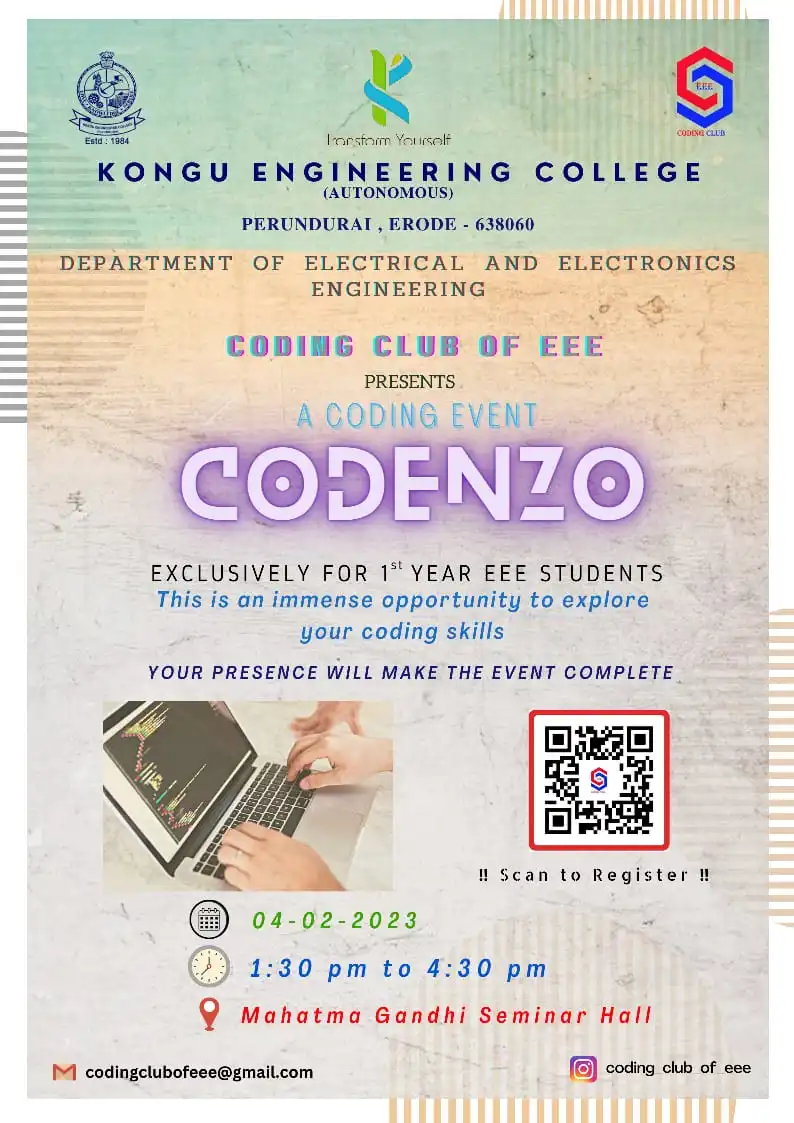 Estd : 1984
Transform Yourself
EEE
CODING CLUB
KONGU ENGINEERING COLLEGE
(AUTONOMOUS)
PERUNDURAI , ERODE - 638060
DEPARTMENT OF ELECTRICAL AND ELECTRONICS
ENGINEERING
CODING CLUB OF EEE
PRESENTS
A CODING EVENT
CODENZO
EXCLUSIVELY FOR 1st YEAR EEE STUDENTS
This is an immense opportunity to explore
your coding skills
YOUR PRESENCE WILL MAKE THE EVENT COMPLETE
!! Scan to Register !!
04-02-2023
1:30 pm to 4:30 pm
Mahatma Gandhi Seminar Hall
codingclubofeee@gmail.com
coding_club_of_eee